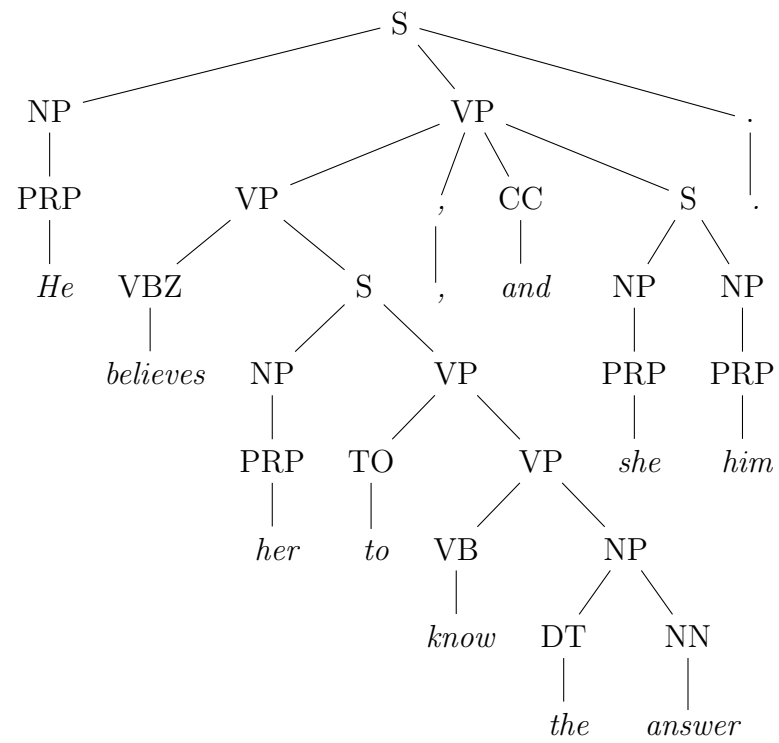 S
NP VP .
PRP VP , CC S .
He VBZ S , and NP NP
believes NP VP PRP PRP
PRP TO VP she him
her to VB NP
know DT NN
the answer